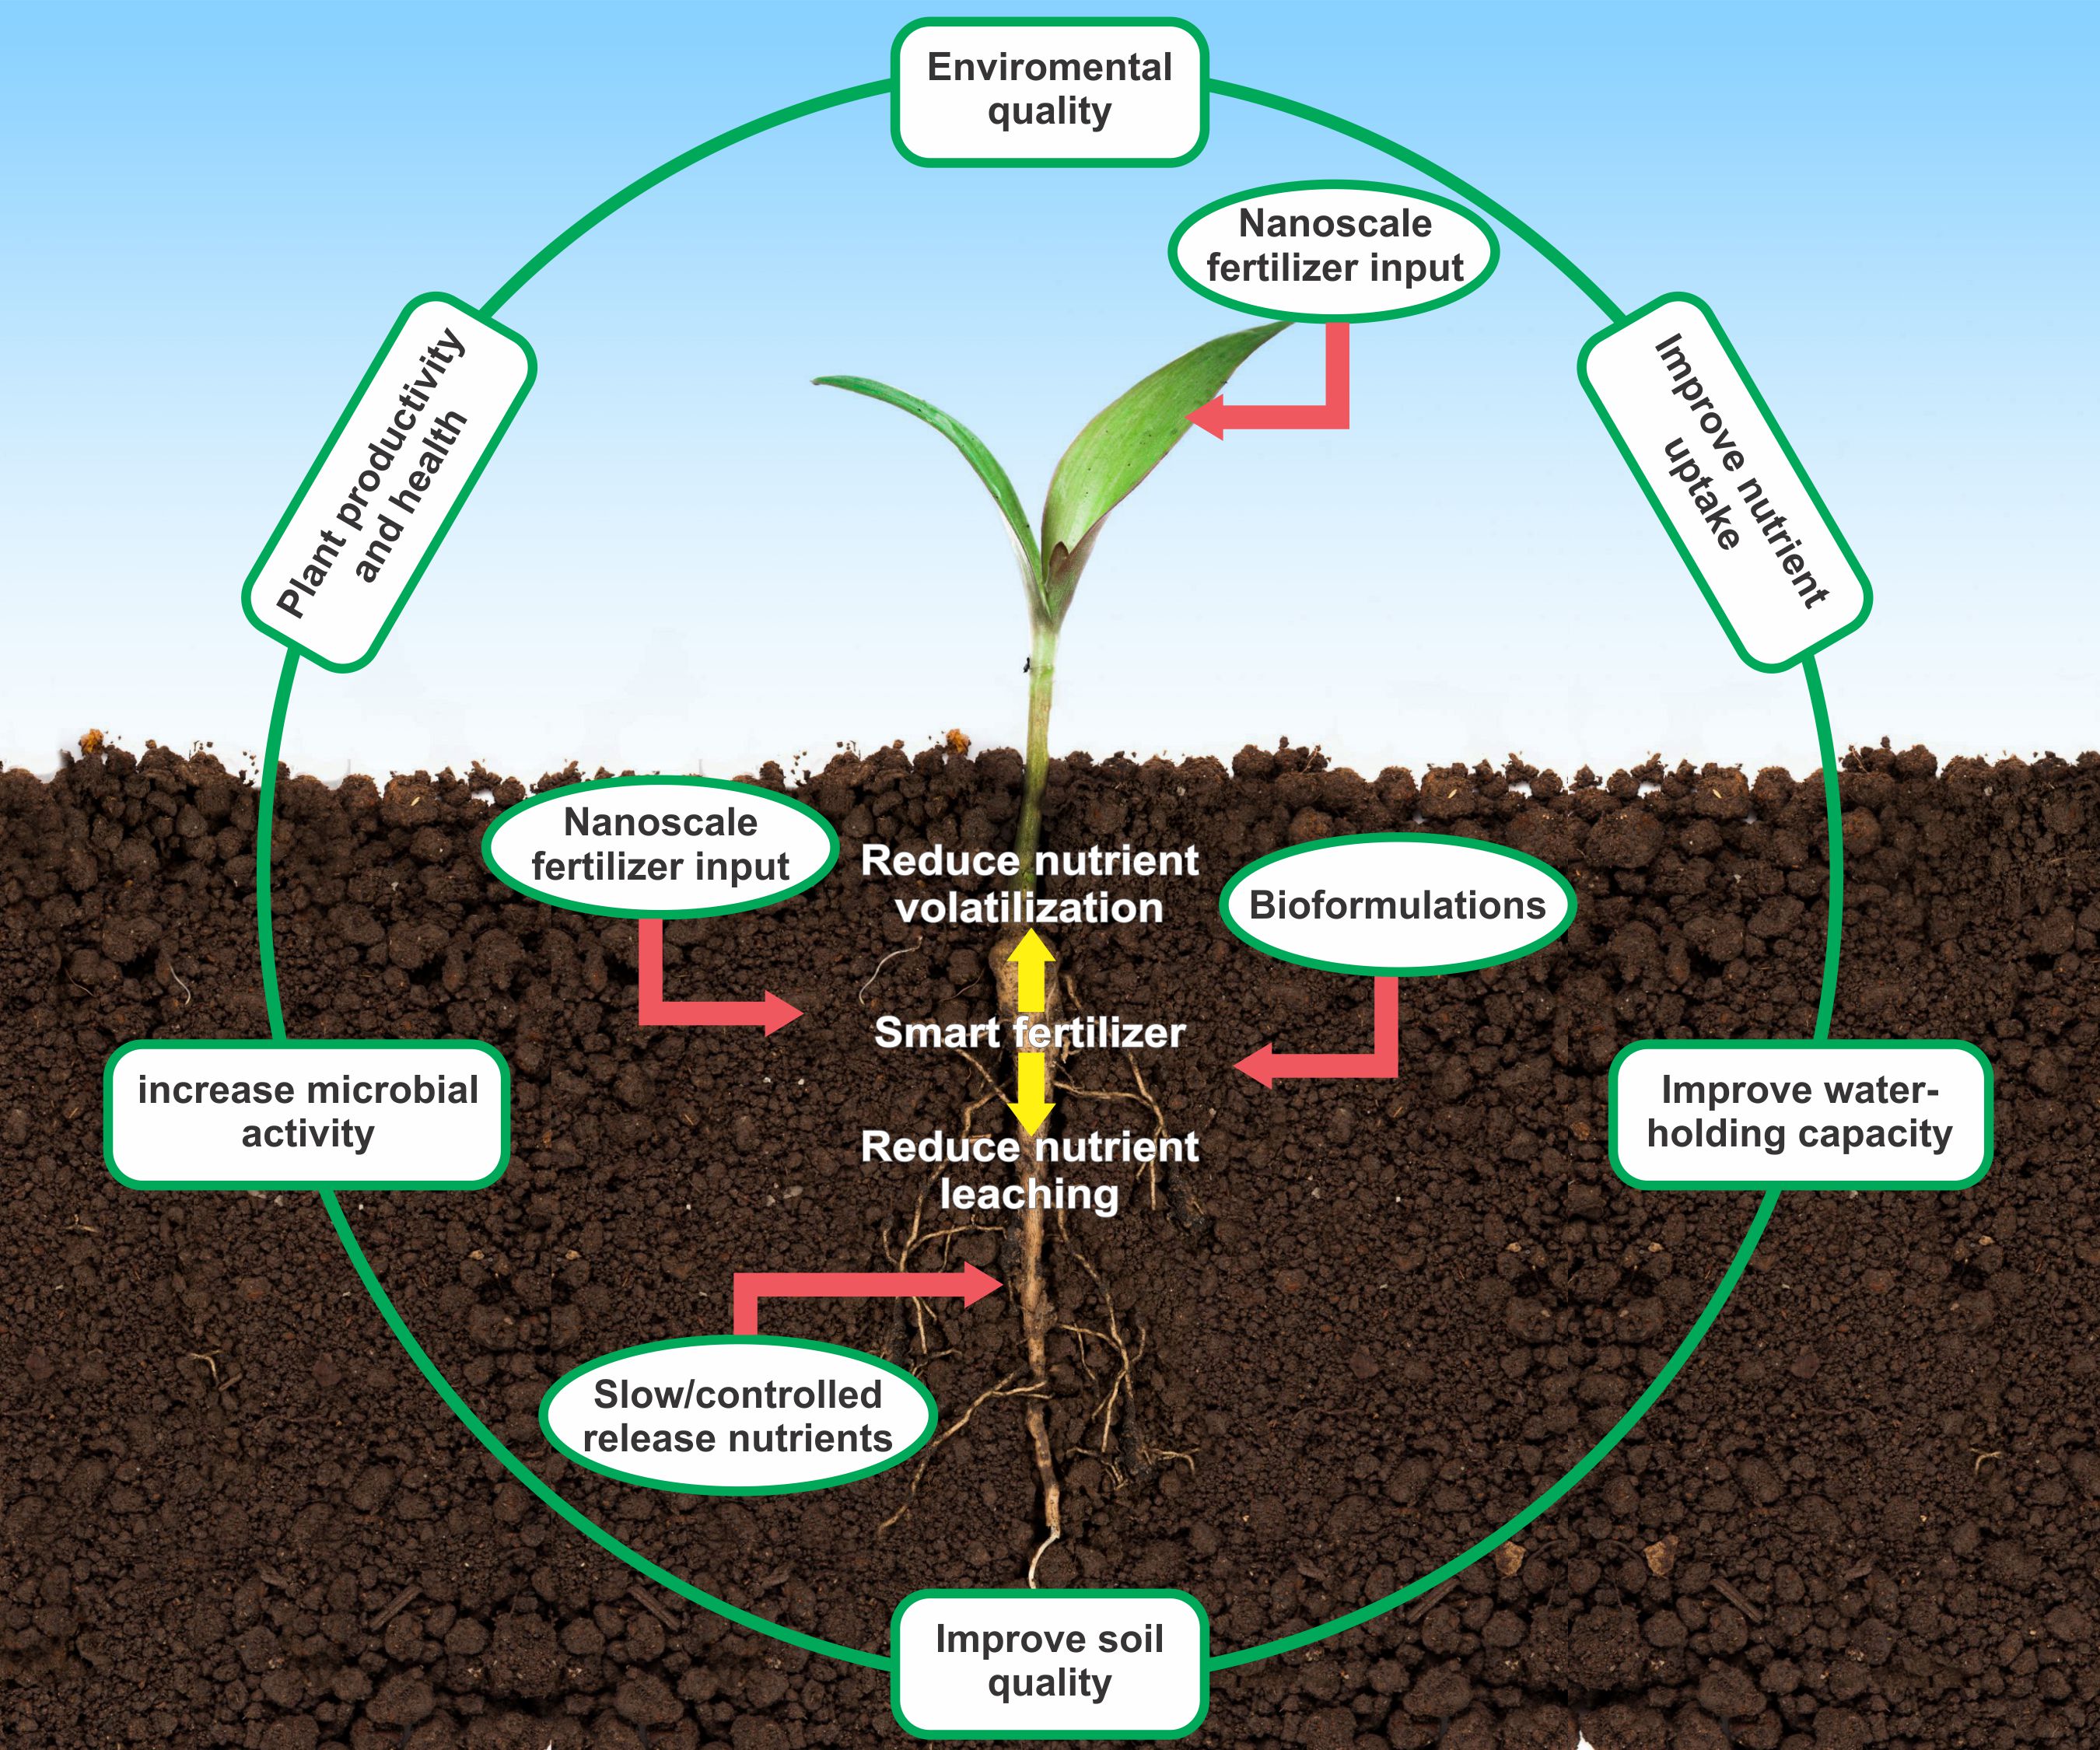 Enviromental
quality
Nanoscale
fertilizer input
Plant productivity
and health
Improve nutrient
uptake
Nanoscale
fertilizer input
Reduce nutrient
volatilization
Bioformulations
Smart fertilizer
increase microbial
activity
Improve water-
holding capacity
Reduce nutrient
leaching
Slow/controlled
release nutrients
Improve soil
quality